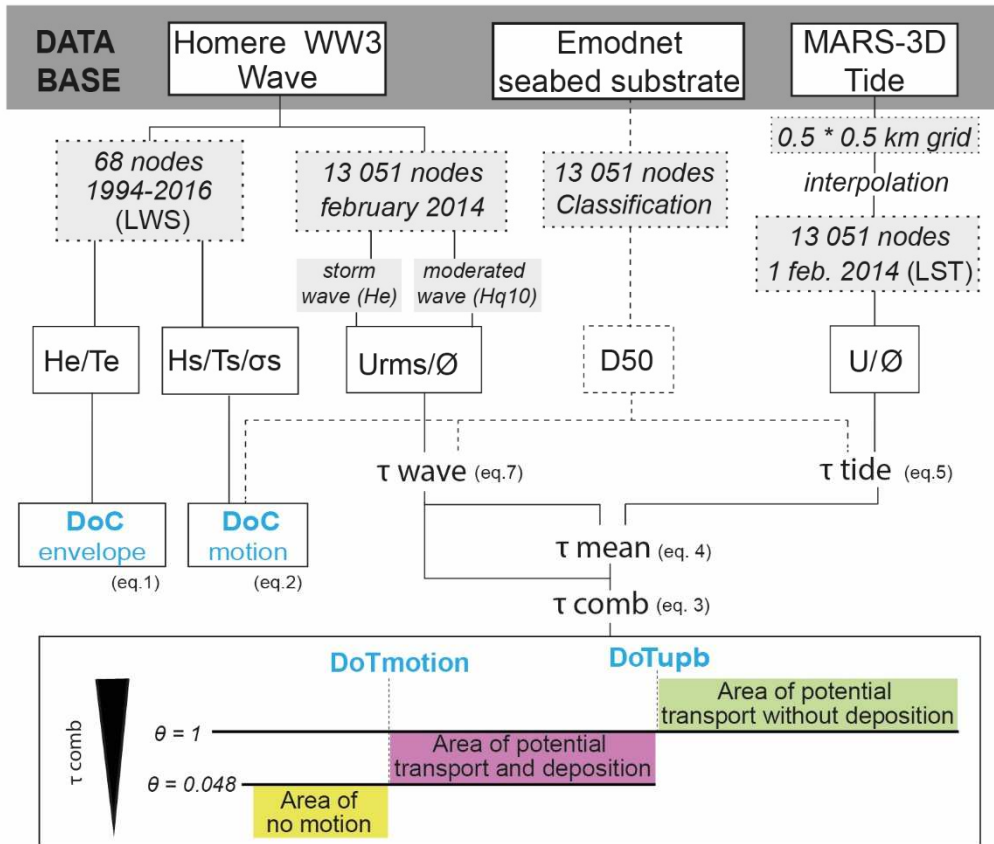 DATA
BASE
Homere WW3
Wave
Emodnet
seabed substrate
MARS-3D
Tide
68 nodes
1994-2016
(LWS)
13 051 nodes
february 2014
13 051 nodes
Classification
0.5 * 0.5 km grid
interpolation
13 051 nodes
1 feb. 2014 (LST)
storm
wave (He)
moderated
wave (Hq10)
He/Te
Hs/Ts/σs
Urms/Ø
D50
U/Ø
τ wave (eq.7)
τ tide (eq.5)
DoC
envelope
(eq.1)
DoC
motion
(eq.2)
τ mean (eq. 4)
τ comb (eq. 3)
DoTmotion
DoTupb
τ comb
Area of potential
transport without deposition
θ = 1
Area of potential
transport and deposition
θ = 0.048
Area of
no motion